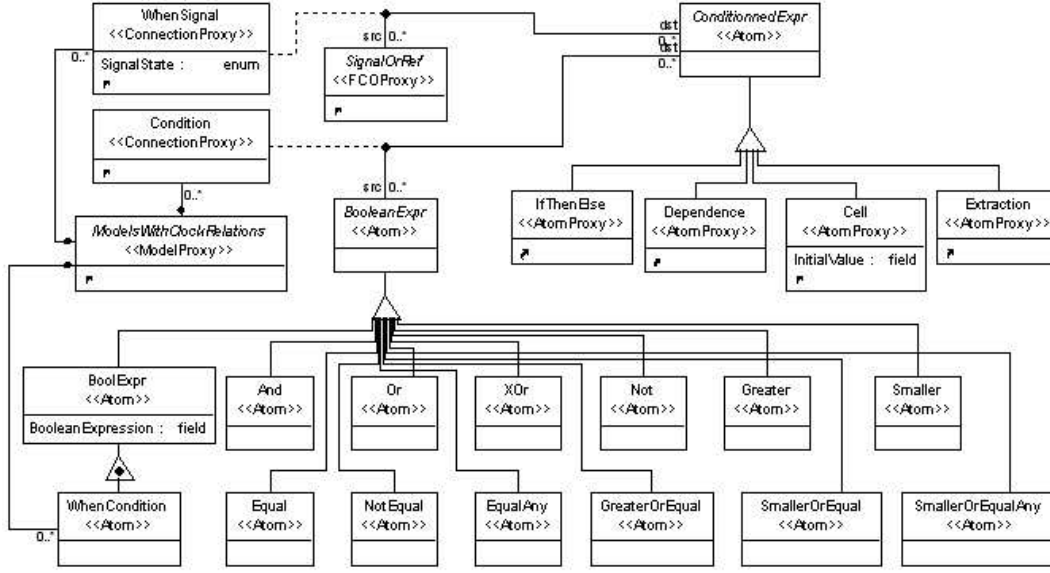 WhenSignal
<<ConnectionProxy>>
SignalState : enum
0..*
src 0..*
SignalOrRef
<<FCOProxy>>
dst
0..*
dst
0..*
ConditionnedExpr
<<Atom>>
Condition
<<ConnectionProxy>>
0..*
src 0..*
ModelsWithClockRelations
<<ModelProxy>>
BooleanExpr
<<Atom>>
IfThenElse
<<AtomProxy>>
Dependence
<<AtomProxy>>
Cell
<<AtomProxy>>
InitialValue : field
Extraction
<<AtomProxy>>
BoolExpr
<<Atom>>
BooleanExpression : field
And
<<Atom>>
Or
<<Atom>>
XOr
<<Atom>>
Not
<<Atom>>
Greater
<<Atom>>
Smaller
<<Atom>>
WhenCondition
<<Atom>>
0..*
Equal
<<Atom>>
NotEqual
<<Atom>>
EqualAny
<<Atom>>
GreaterOrEqual
<<Atom>>
SmallerOrEqual
<<Atom>>
SmallerOrEqualAny
<<Atom>>